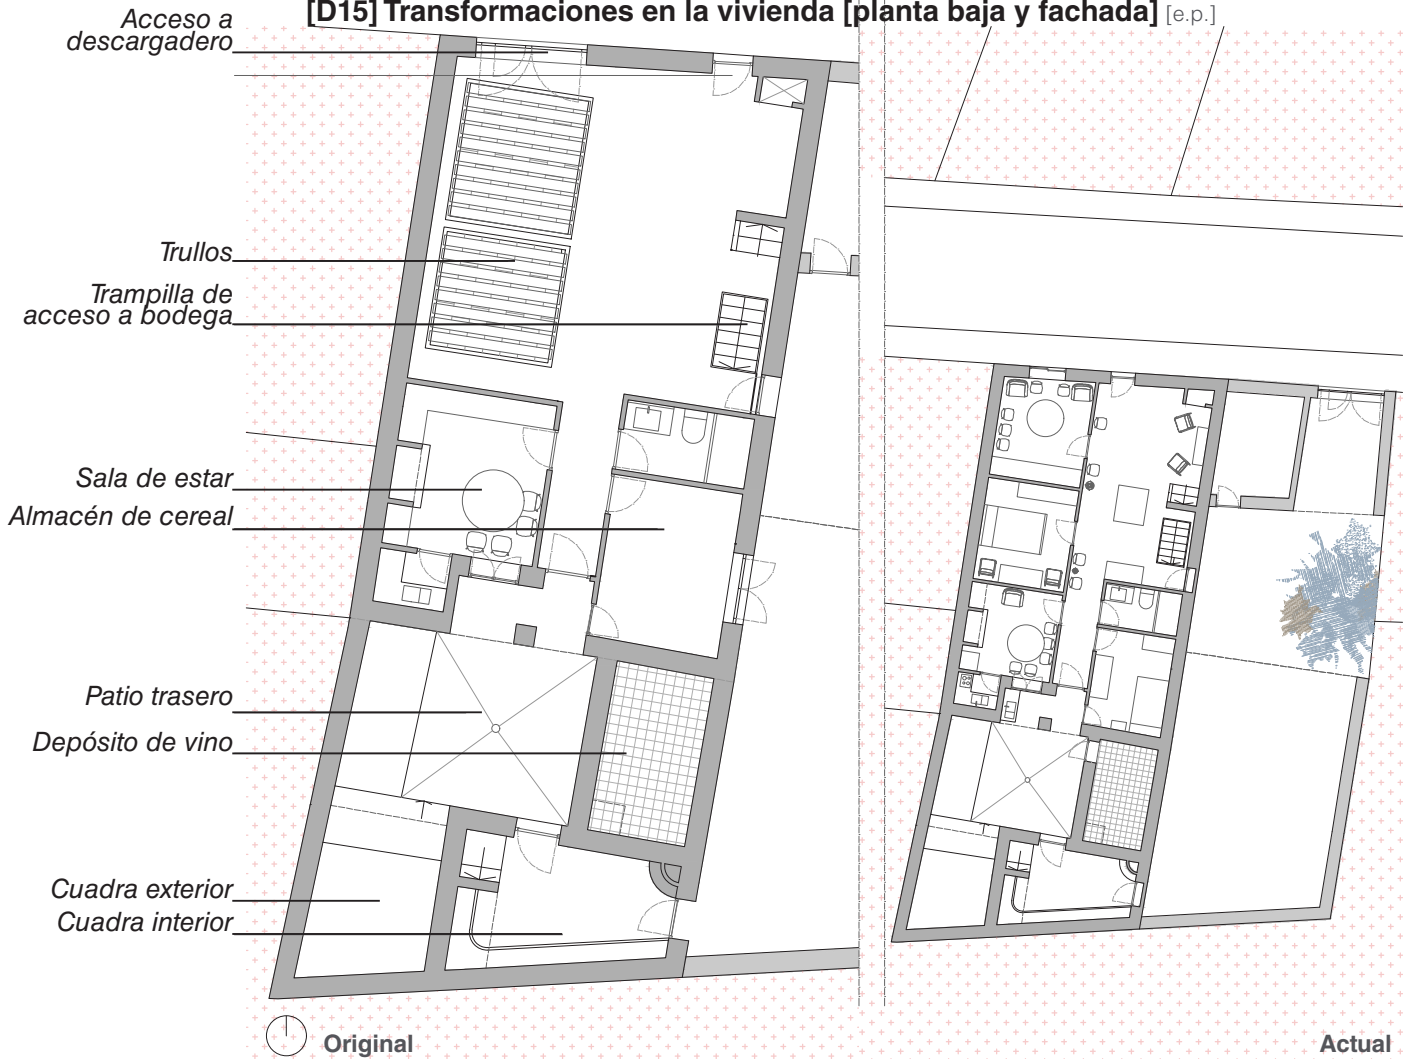 [D15] Transformaciones en la vivienda [planta baja y fachada] [e.p.]
Acceso a
descargadero
Trullos
Trampilla de
acceso a bodega
Sala de estar
Almacén de cereal
Patio trasero
Depósito de vino
Cuadra exterior
Cuadra interior
Original
Actual